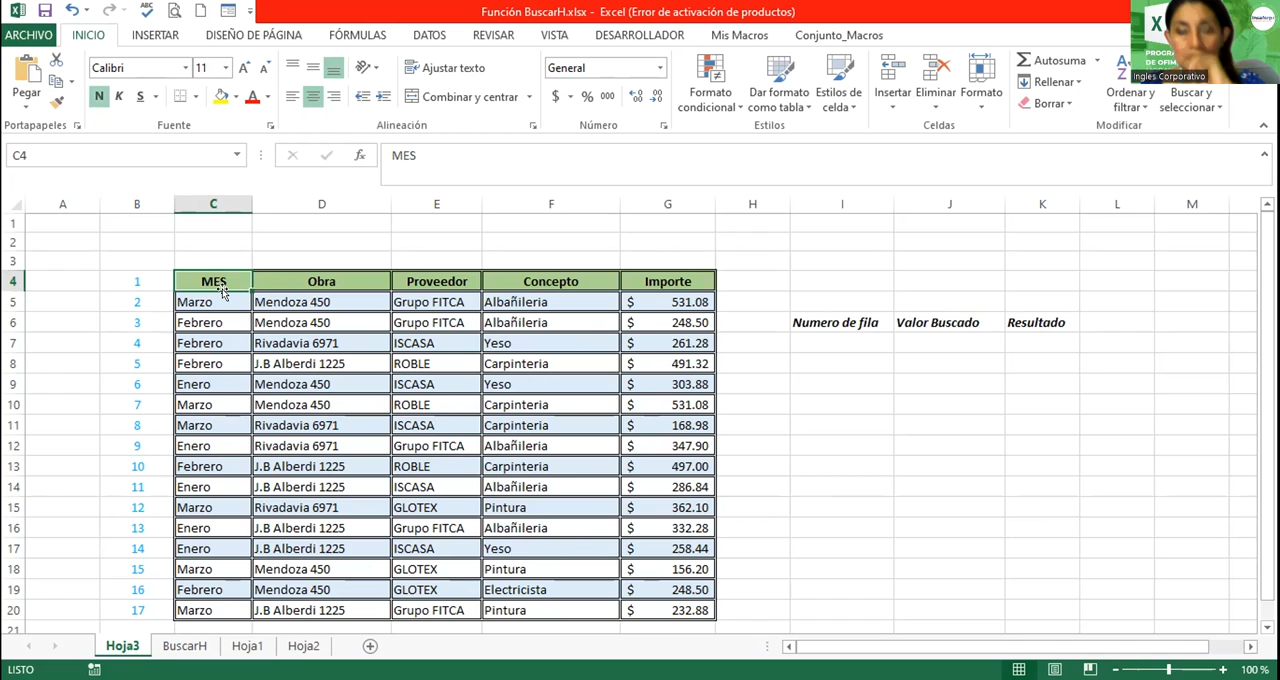 Función BuscarH.xlsx - Excel (Error de activación de productos)
ARCHIVO INICIO INSERTAR DISEÑO DE PÁGINA FÓRMULAS DATOS REVISAR VISTA DESARROLLADOR Mis Macros Conjunto_Macros
Pegar
Portapapeles
Calibri 11
N K S
Fuente
Ajustar texto
Combinar y centrar
Alineación
General
$ % 000
Número
Formato condicional
Dar formato como tabla
Estilos de celda
Estilos
Insertar Eliminar Formato
Celdas
Autosuma
Rellenar
Borrar
Ordenar y filtrar
Buscar y seleccionar
Modificar
Ingles Corporativo
C4 fx MES
A B C D E F G H I J K L M
1
2
3
4 1 MES Obra Proveedor Concepto Importe
5 2 Marzo Mendoza 450 Grupo FITCA Albañileria $ 531.08
6 3 Febrero Mendoza 450 Grupo FITCA Albañileria $ 248.50 Numero de fila Valor Buscado Resultado
7 4 Febrero Rivadavia 6971 ISCASA Yeso $ 261.28
8 5 Febrero J.B Alberdi 1225 ROBLE Carpinteria $ 491.32
9 6 Enero Mendoza 450 ISCASA Yeso $ 303.88
10 7 Marzo Mendoza 450 ROBLE Carpinteria $ 531.08
11 8 Marzo Rivadavia 6971 ISCASA Carpinteria $ 168.98
12 9 Enero Rivadavia 6971 Grupo FITCA Albañileria $ 347.90
13 10 Febrero J.B Alberdi 1225 ROBLE Carpinteria $ 497.00
14 11 Enero J.B Alberdi 1225 ISCASA Albañileria $ 286.84
15 12 Marzo Rivadavia 6971 GLOTEX Pintura $ 362.10
16 13 Enero J.B Alberdi 1225 Grupo FITCA Albañileria $ 332.28
17 14 Enero J.B Alberdi 1225 ISCASA Yeso $ 258.44
18 15 Marzo Mendoza 450 GLOTEX Pintura $ 156.20
19 16 Febrero Mendoza 450 GLOTEX Electricista $ 248.50
20 17 Marzo J.B Alberdi 1225 Grupo FITCA Pintura $ 232.88
21
Hoja3 BuscarH Hoja1 Hoja2
LISTO 100 %